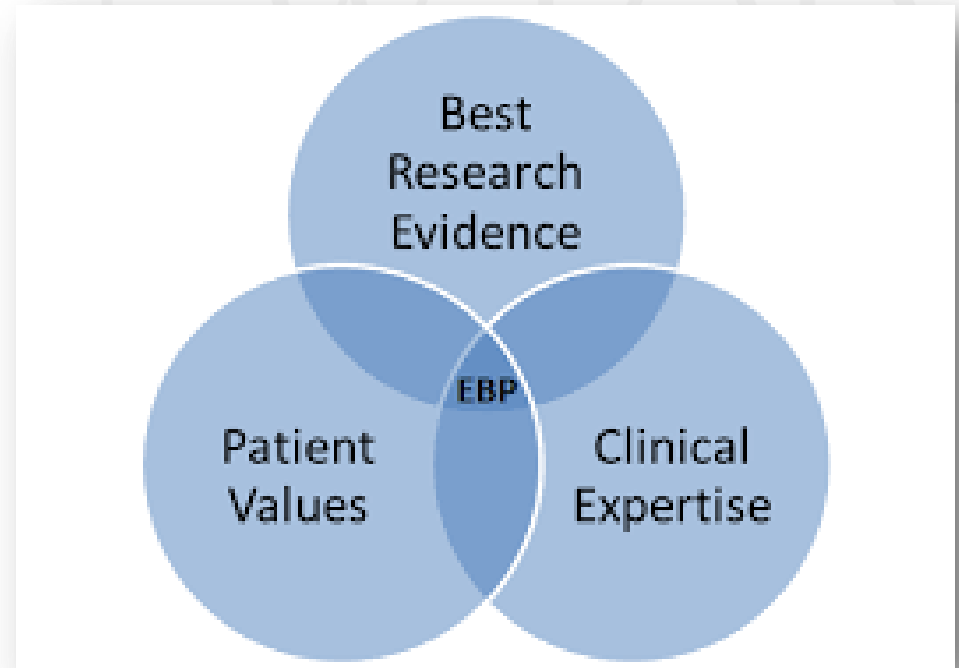 Best
Research
Evidence
EBP
Patient
Values
Clinical
Expertise